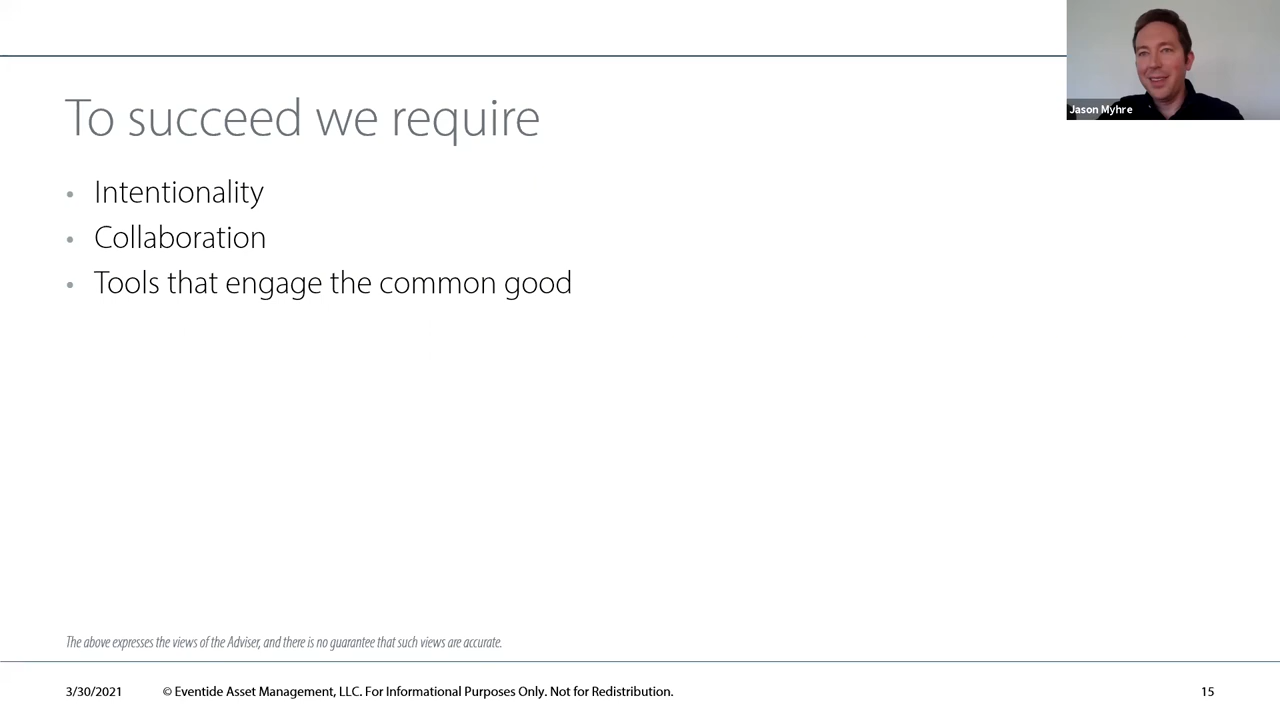 Jason Myhre
To succeed we require
• Intentionality
• Collaboration
• Tools that engage the common good
The above expresses the views of the Adviser, and there is no guarantee that such views are accurate.
3/30/2021 © Eventide Asset Management, LLC. For Informational Purposes Only. Not for Redistribution. 15